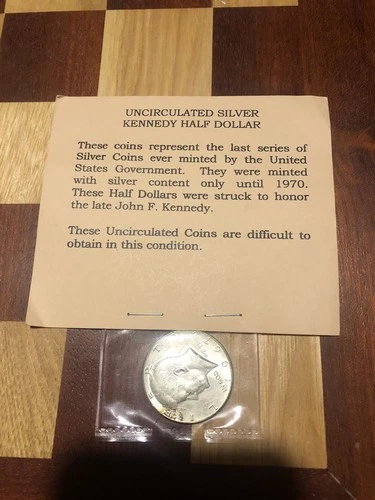 UNCIRCULATED SILVER
KENNEDY HALF DOLLAR
These coins represent the last series of
Silver Coins ever minted by the United
States Government. They were minted
with silver content only until 1970.
These Half Dollars were struck to honor
the late John F. Kennedy.
These Uncirculated Coins are difficult to
obtain in this condition.